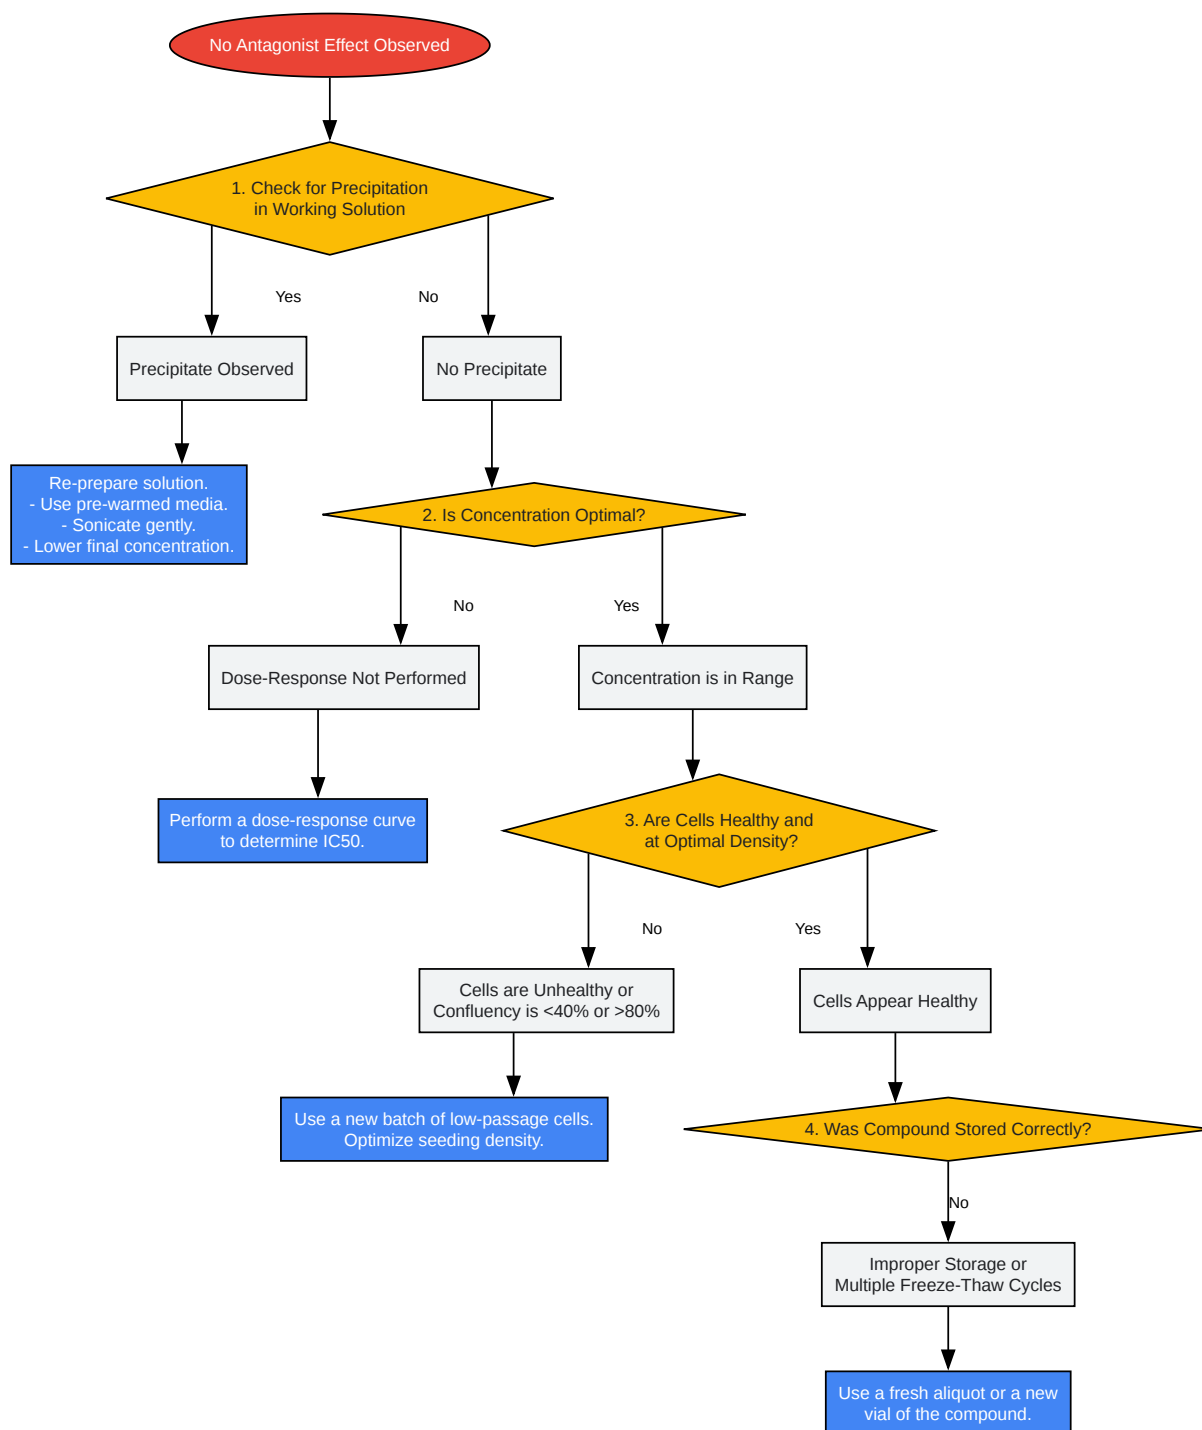 No Antagonist Effect Observed
1. Check for Precipitation
in Working Solution
Yes
No
Precipitate Observed
No Precipitate
Re-prepare solution.
- Use pre-warmed media.
- Sonicate gently.
- Lower final concentration.
2. Is Concentration Optimal?
No
Yes
Dose-Response Not Performed
Concentration is in Range
Perform a dose-response curve
to determine IC50.
3. Are Cells Healthy and
at Optimal Density?
No
Yes
Cells are Unhealthy or
Confluency is <40% or >80%
Cells Appear Healthy
Use a new batch of low-passage cells.
Optimize seeding density.
4. Was Compound Stored Correctly?
No
Improper Storage or
Multiple Freeze-Thaw Cycles
Use a fresh aliquot or a new
vial of the compound.